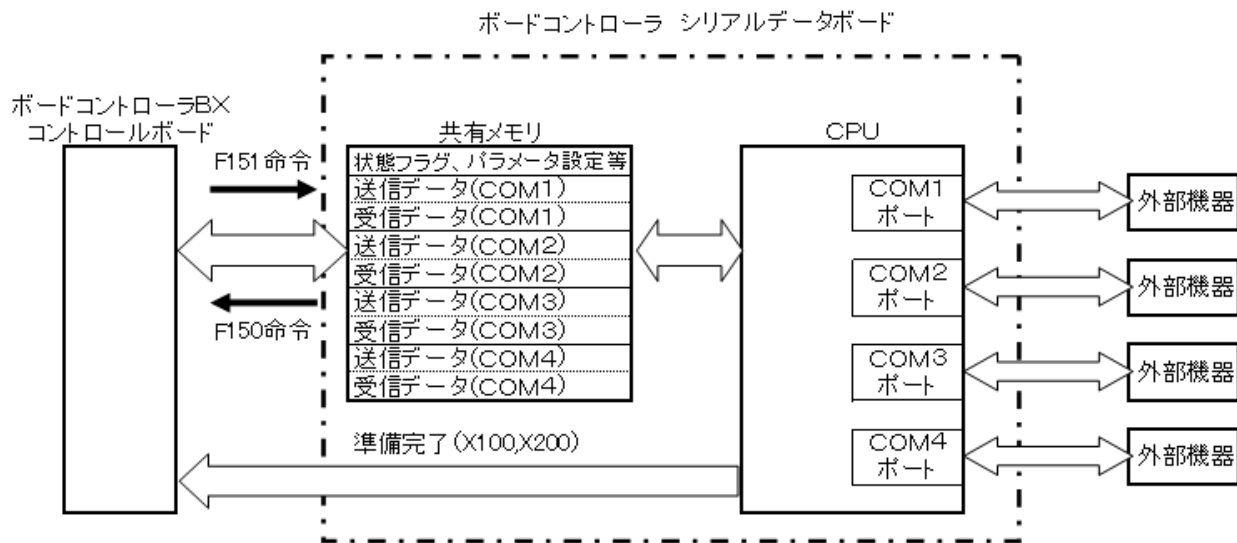 ボードコントローラ シリアルデータボード
ボードコントローラBX
コントロールボード
F151命令
F150命令
共有メモリ
状態フラグ、パラメータ設定等
送信データ(COM1)
受信データ(COM1)
送信データ(COM2)
受信データ(COM2)
送信データ(COM3)
受信データ(COM3)
送信データ(COM4)
受信データ(COM4)
準備完了(X100,X200)
CPU
COM1
ポート
外部機器
COM2
ポート
外部機器
COM3
ポート
外部機器
COM4
ポート
外部機器